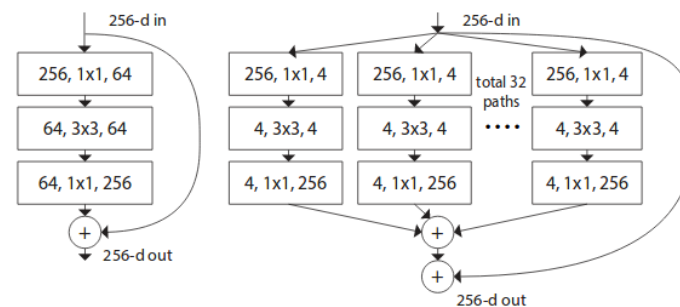 256-d in
256, 1x1, 64
64, 3x3, 64
64, 1x1, 256
+
256-d out
256-d in
256, 1x1, 4
256, 1x1, 4
256, 1x1, 4
total 32
paths
....
4, 3x3, 4
4, 3x3, 4
4, 3x3, 4
4, 1x1, 256
4, 1x1, 256
4, 1x1, 256
+
+
256-d out